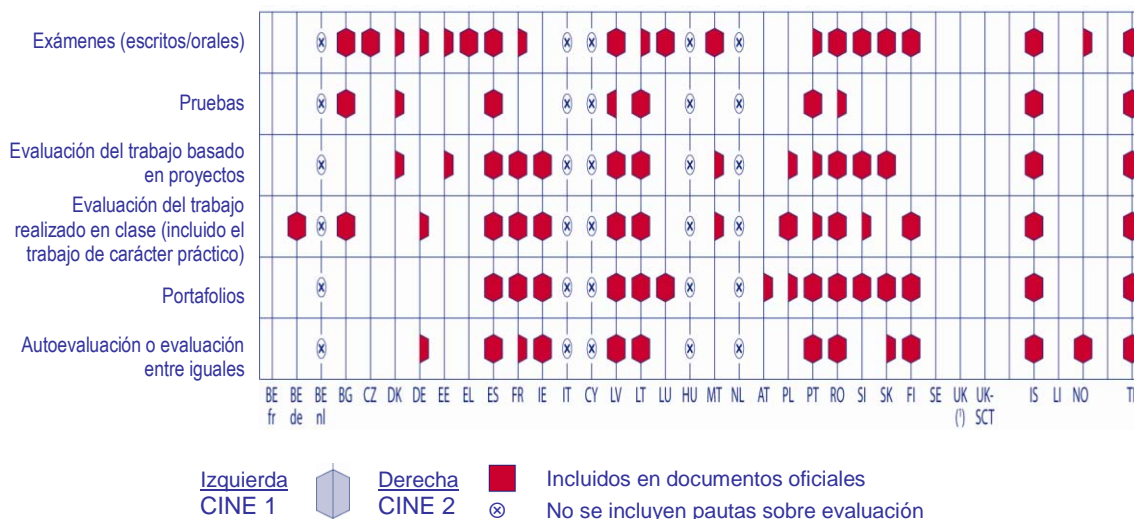 Exámenes (escritos/orales)
Pruebas
Evaluación del trabajo basado
en proyectos
Evaluación del trabajo
realizado en clase (incluido el
trabajo de carácter práctico)
Portafolios
Autoevaluación o evaluación
entre iguales
BE BE BE BG CZ DK DE EE EL ES FR IE IT CY LV LT LU HU MT NL AT PL PT RO SI SK FI SE UK UK- IS LI NO
fr de nl (¹) SCT
Izquierda Derecha Incluidos en documentos oficiales
CINE 1 CINE 2 No se incluyen pautas sobre evaluación